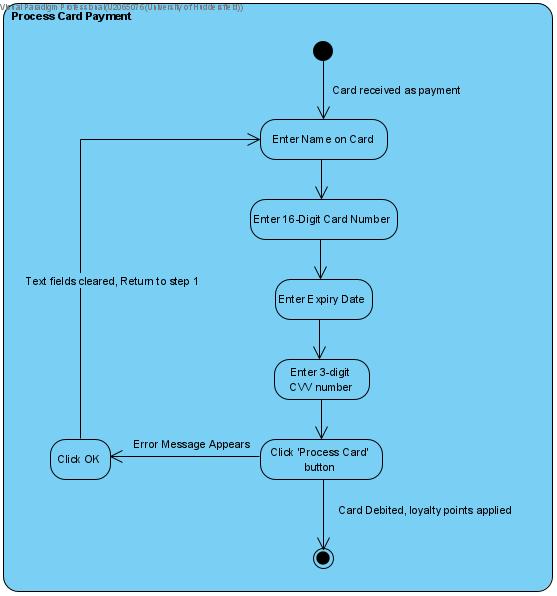 Visual Paradigm Professional(U2065076(University of Huddersfield))
Process Card Payment
Card received as payment
Enter Name on Card
Enter 16-Digit Card Number
Text fields cleared, Return to step 1
Enter Expiry Date
Enter 3-digit
CVV number
Error Message Appears
Click OK
Click 'Process Card'
button
Card Debited, loyalty points applied